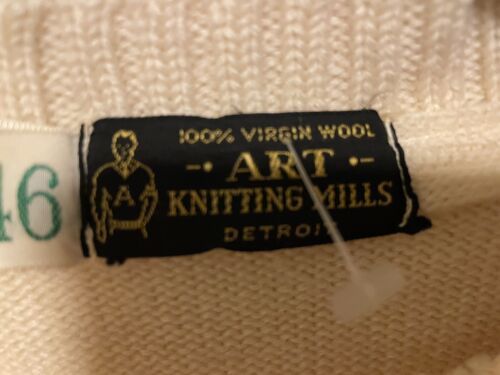 46
100% VIRGIN WOOL
ART
KNITTING MILLS
DETROIT
A